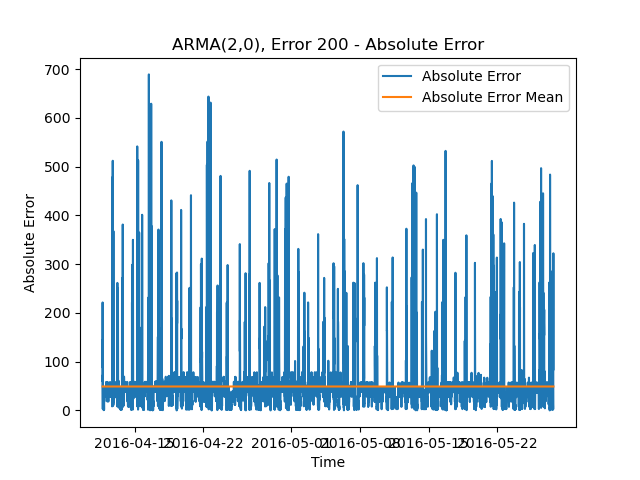 ARMA(2,0), Error 200 - Absolute Error
Absolute Error
Absolute Error Mean
700
600
500
400
300
200
100
0
Absolute Error
2016-04-15 2016-04-22 2016-05-01 2016-05-08 2016-05-15 2016-05-22
Time